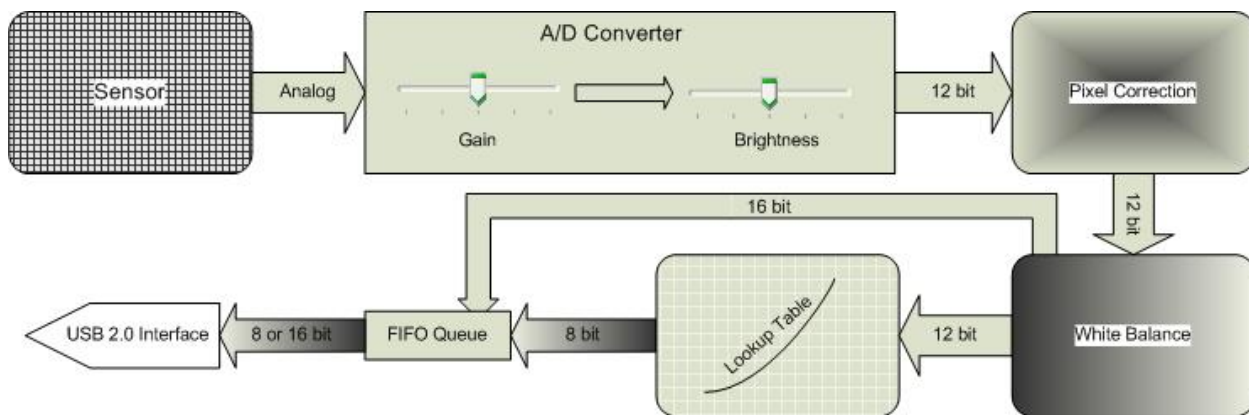 Sensor
Analog
A/D Converter
Gain
Brightness
12 bit
Pixel Correction
12 bit
16 bit
White Balance
12 bit
Lookup Table
8 bit
FIFO Queue
8 or 16 bit
USB 2.0 Interface